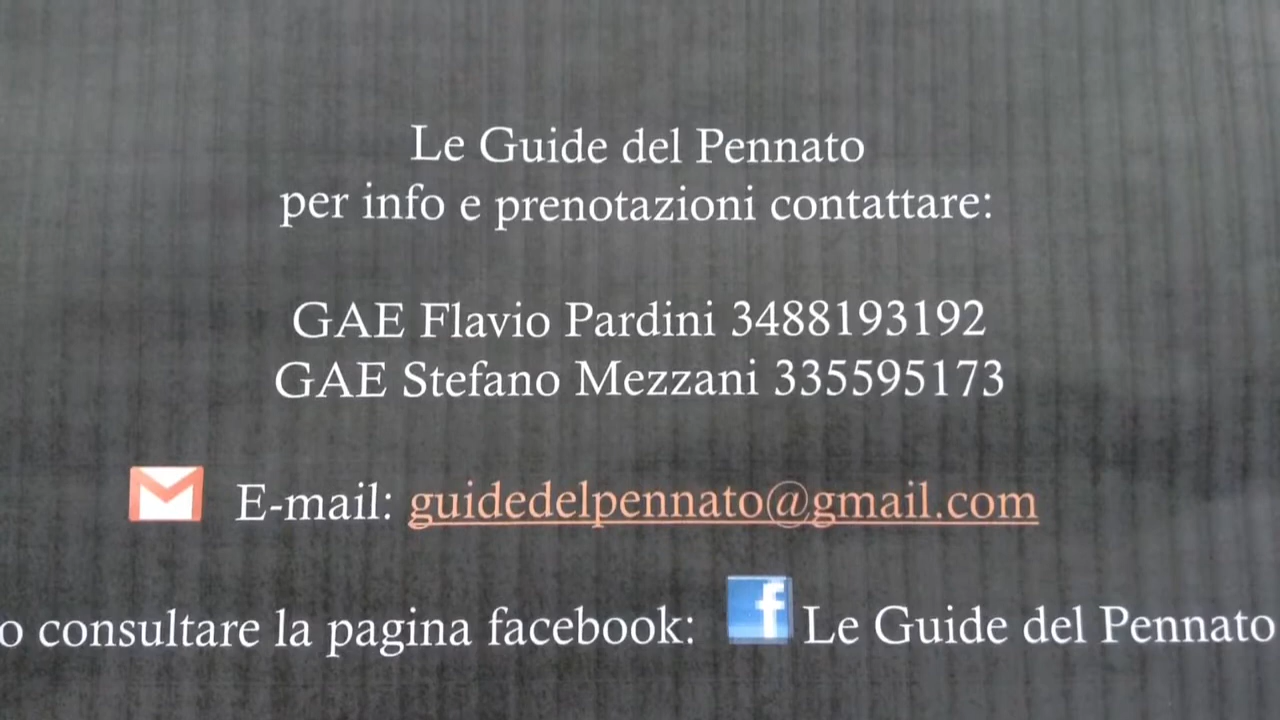 Le Guide del Pennato
per info e prenotazioni contattare:
GAE Flavio Pardini 3488193192
GAE Stefano Mezzani 335595173
E-mail: guidedelpennato@gmail.com
o consultare la pagina facebook: f Le Guide del Pennato